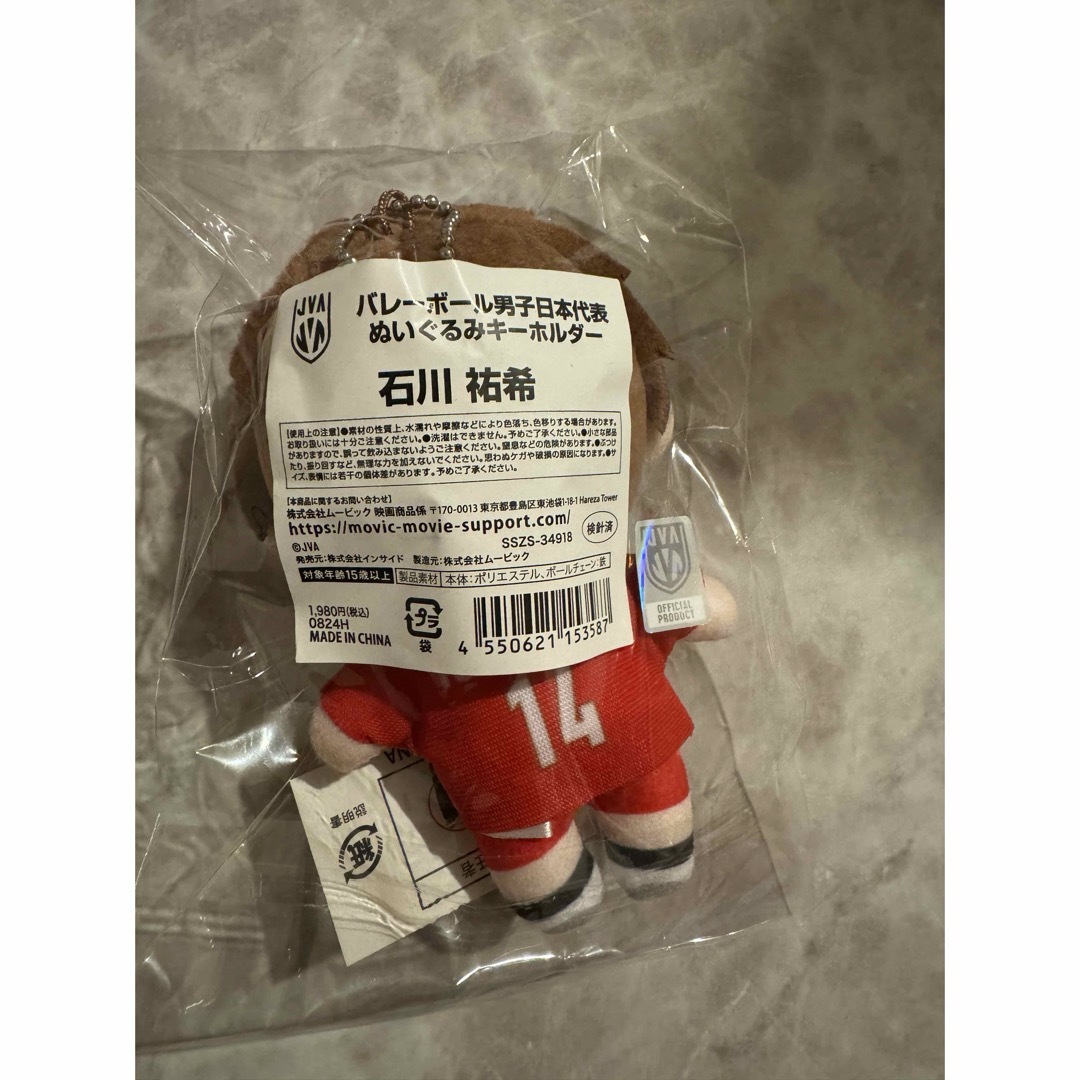 JVA
バレーボール男子日本代表
ぬいぐるみキーホルダー
石川 祐希
【使用上の注意】●素材の性質上、水濡れや摩擦などにより色落ち、色移りする場合があります。
お取り扱いには十分ご注意ください。●洗濯はできません。予めご了承ください。●小さな部品
がありますので、誤って飲み込まないようご注意ください。窒息などの危険があります。●ぶつけ
たり、振り回すなど、無理な力を加えないでください。思わぬケガや破損の原因になります。●サ
イズ、表情には若干の個体差があります。予めご了承ください。
【本商品に関するお問い合わせ】
株式会社ムービック 映画商品係 〒170-0013 東京都豊島区東池袋1-18-1 Hareza Tower
https://movic-movie-support.com/
SSZS-34918
検針済
©JVA
発売元:株式会社インサイド 製造元:株式会社ムービック
対象年齢15歳以上 製品素材 本体:ポリエステル、ボールチェーン:鉄
1,980円(税込)
0824H
MADE IN CHINA
プラ
袋
4 550621 153587
JVA
OFFICIAL
PRODUCT
14
説明書
紙